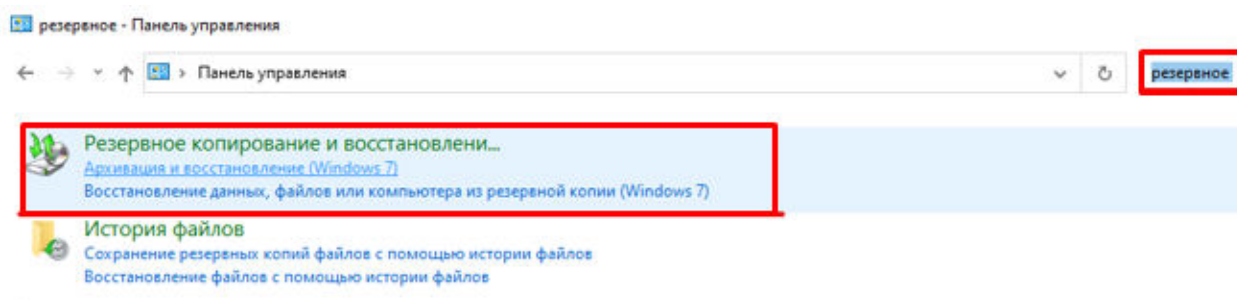 резервное - Панель управления
Панель управления
резервное
Резервное копирование и восстановлени...
Архивация и восстановление (Windows 7)
Восстановление данных, файлов или компьютера из резервной копии (Windows 7)
История файлов
Сохранение резервных копий файлов с помощью истории файлов
Восстановление файлов с помощью истории файлов